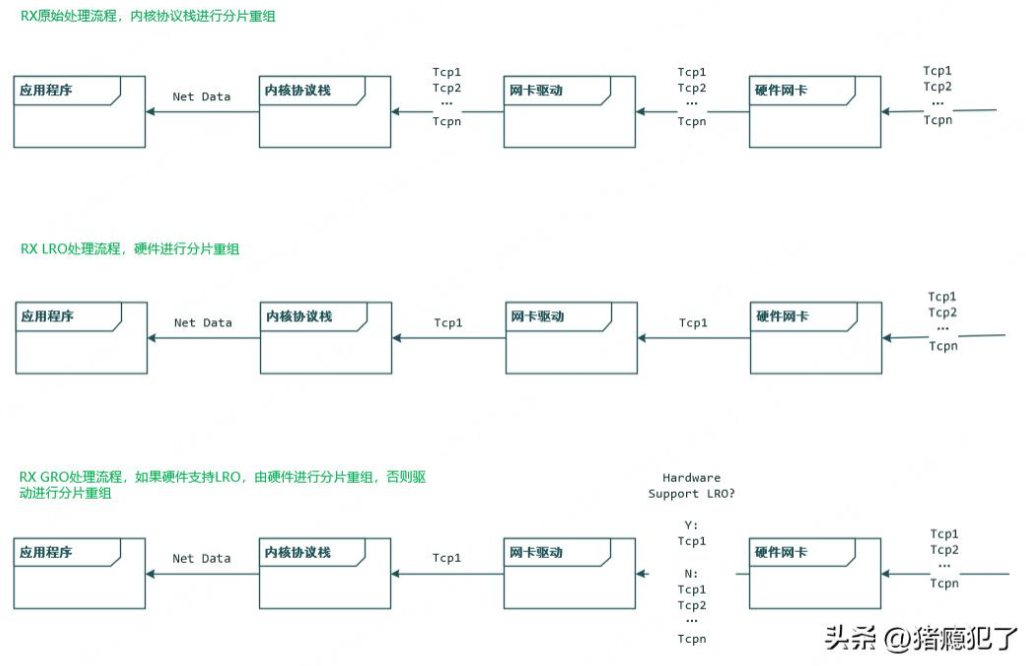 RX原始处理流程，内核协议栈进行分片重组
应用程序
Net Data
内核协议栈
Tcp1
Tcp2
...
Tcpn
网卡驱动
Tcp1
Tcp2
...
Tcpn
硬件网卡
Tcp1
Tcp2
...
Tcpn
RX LRO处理流程，硬件进行分片重组
应用程序
Net Data
内核协议栈
Tcp1
网卡驱动
Tcp1
硬件网卡
Tcp1
Tcp2
...
Tcpn
RX GRO处理流程，如果硬件支持LRO，由硬件进行分片重组，否则驱
动进行分片重组
应用程序
Net Data
内核协议栈
Tcp1
网卡驱动
Hardware
Support LRO?
Y:
Tcp1
N:
Tcp1
Tcp2
...
Tcpn
硬件网卡
Tcp1
Tcp2
...
Tcpn
头条 @猪瘾犯了